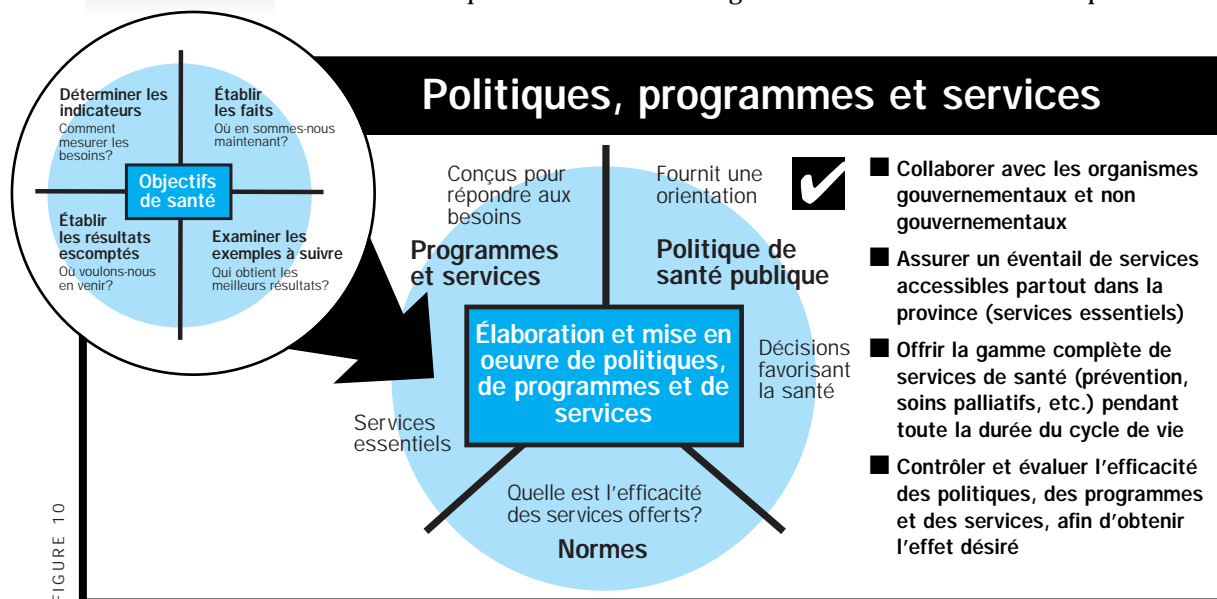 Politiques, programmes et services
Déterminer les
indicateurs
Comment
mesurer les
besoins?
Établir
les faits
Où en sommes-nous
maintenant?
Objectifs
de santé
Établir
les résultats
escomptés
Où voulons-nous
en venir?
Examiner les
exemples à suivre
Qui obtient les
meilleurs résultats?
Conçus pour
répondre aux
besoins
Programmes
et services
Services
essentiels
Fournit une
orientation
Politique de
santé publique
Décisions
favorisant
la santé
Élaboration et mise en
oeuvre de politiques,
de programmes et de
services
Quelle est l'efficacité
des services offerts?
Normes
Collaborer avec les organismes
gouvernementaux et non
gouvernementaux
Assurer un éventail de services
accessibles partout dans la
province (services essentiels)
Offrir la gamme complète de
services de santé (prévention,
soins palliatifs, etc.) pendant
toute la durée du cycle de vie
Contrôler et évaluer l'efficacité
des politiques, des programmes
et des services, afin d'obtenir
l'effet désiré
FIGURE 10